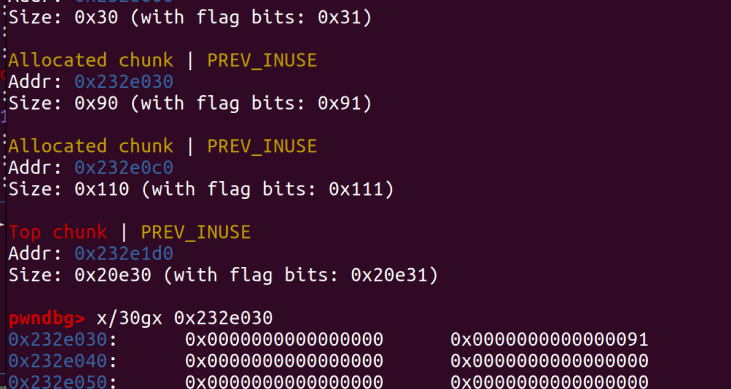 Size: 0x30 (with flag bits: 0x31)
Allocated chunk | PREV_INUSE
Addr: 0x232e030
Size: 0x90 (with flag bits: 0x91)
Allocated chunk | PREV_INUSE
Addr: 0x232e0c0
Size: 0x110 (with flag bits: 0x111)
Top chunk | PREV_INUSE
Addr: 0x232e1d0
Size: 0x20e30 (with flag bits: 0x20e31)
pwndbg> x/30gx 0x232e030
0x232e030: 0x0000000000000000 0x0000000000000091
0x232e040: 0x0000000000000000 0x0000000000000000
0x232e050: 0x0000000000000000 0x0000000000000000